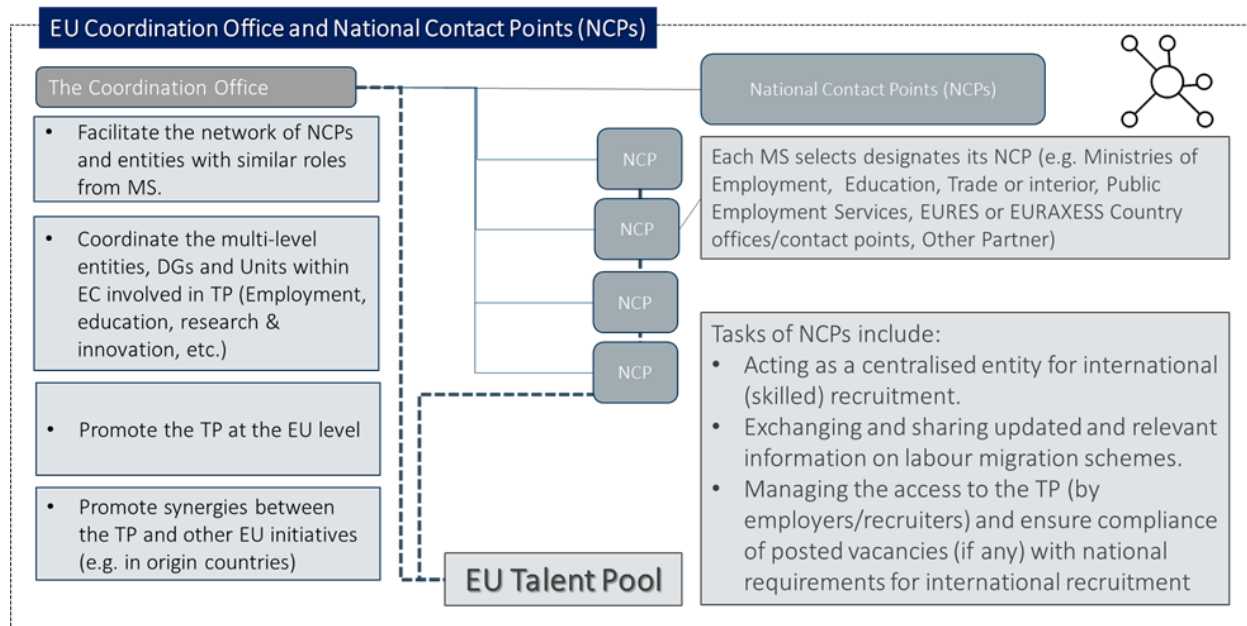 EU Coordination Office and National Contact Points (NCPs)
The Coordination Office
• Facilitate the network of NCPs
and entities with similar roles
from MS.
• Coordinate the multi-level
entities, DGs and Units within
EC involved in TP (Employment,
education, research &
innovation, etc.)
• Promote the TP at the EU level
• Promote synergies between
the TP and other EU initiatives
(e.g. in origin countries)
NCP
NCP
NCP
NCP
EU Talent Pool
National Contact Points (NCPs)
Each MS selects designates its NCP (e.g. Ministries of
Employment, Education, Trade or interior, Public
Employment Services, EURES or EURAXESS Country
offices/contact points, Other Partner)
Tasks of NCPs include:
• Acting as a centralised entity for international
(skilled) recruitment.
• Exchanging and sharing updated and relevant
information on labour migration schemes.
• Managing the access to the TP (by
employers/recruiters) and ensure compliance
of posted vacancies (if any) with national
requirements for international recruitment